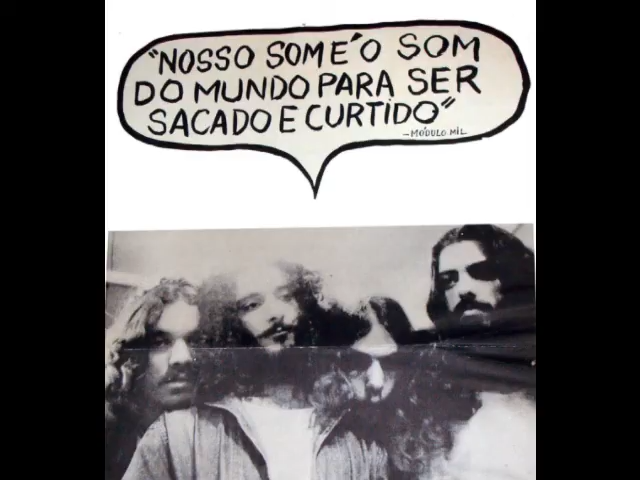 "NOSSO SOM É O SOM
DO MUNDO PARA SER
SACADO E CURTIDO"
-MÓDULO MIL